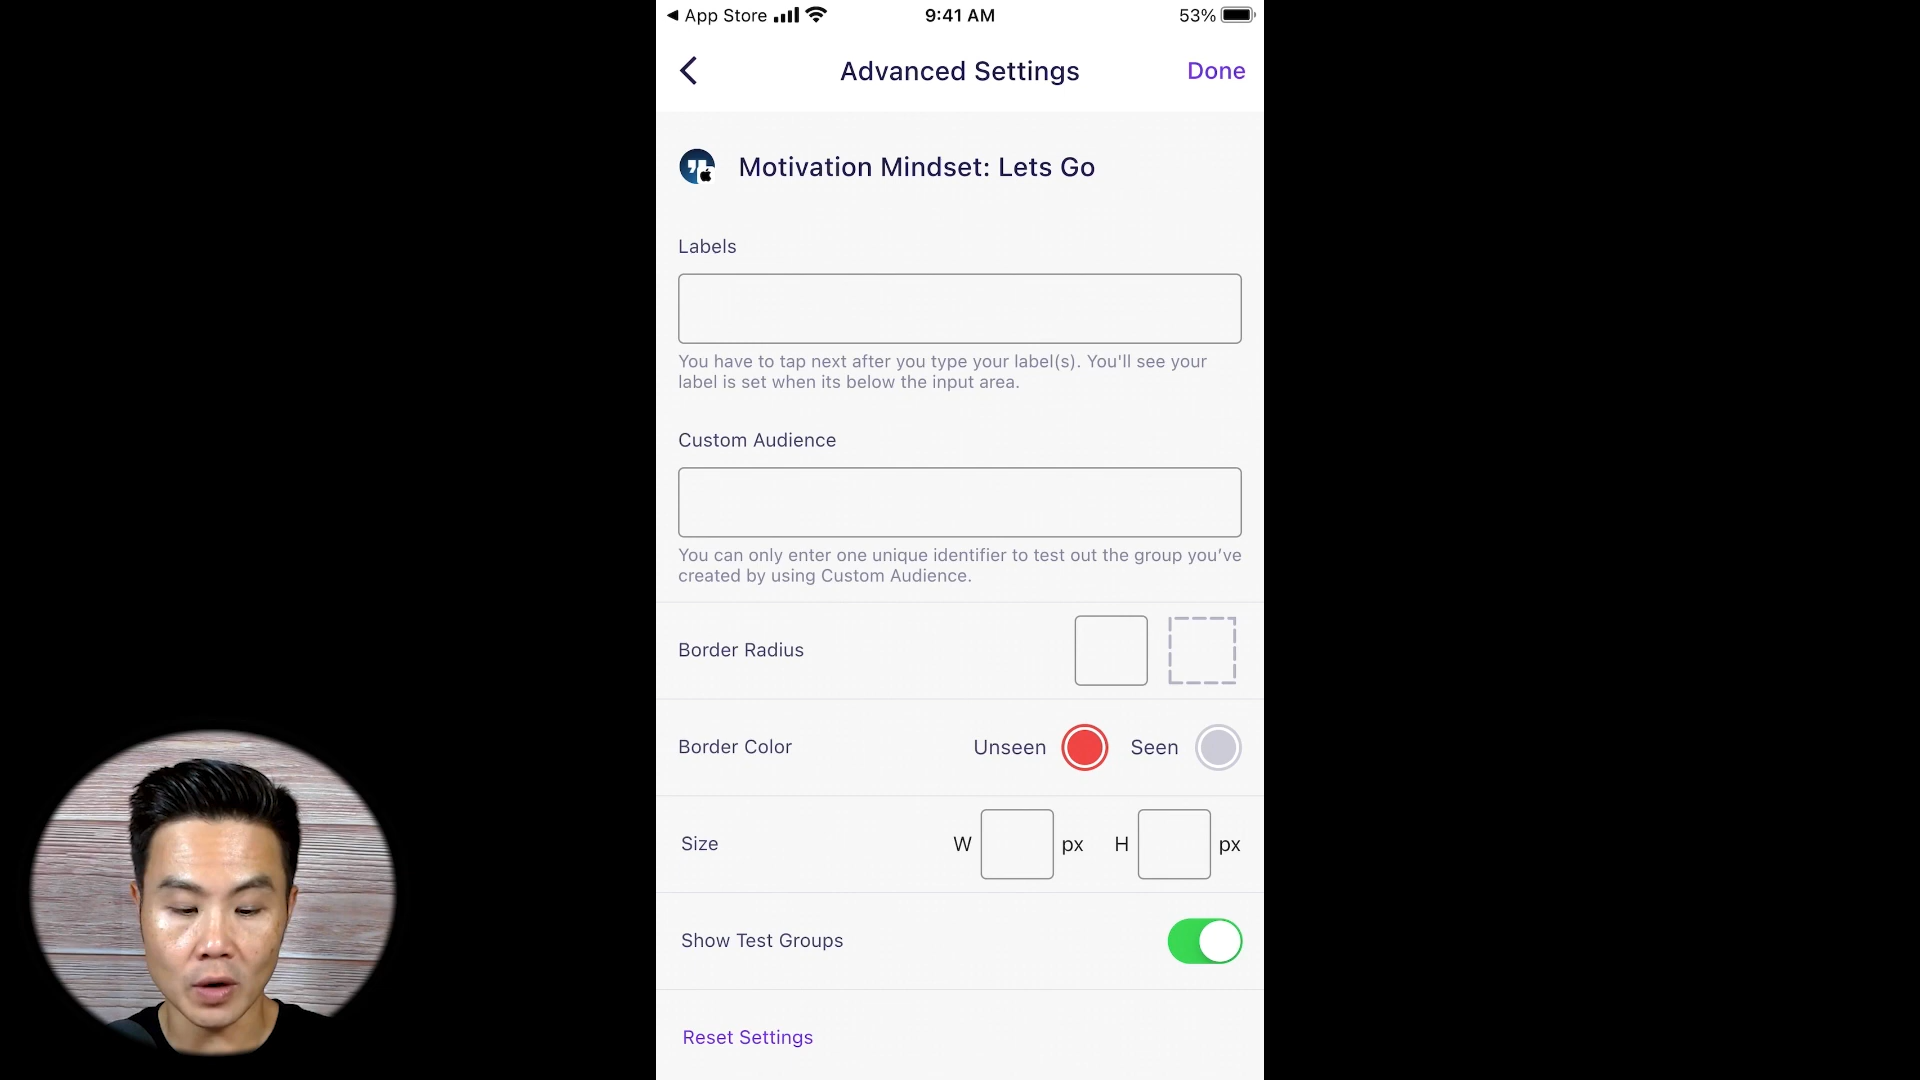 ◀ App Store 9:41 AM 53%
Advanced Settings Done
Motivation Mindset: Lets Go
Labels
You have to tap next after you type your label(s). You'll see your
label is set when its below the input area.
Custom Audience
You can only enter one unique identifier to test out the group you’ve
created by using Custom Audience.
Border Radius
Border Color Unseen Seen
Size W px H px
Show Test Groups
Reset Settings